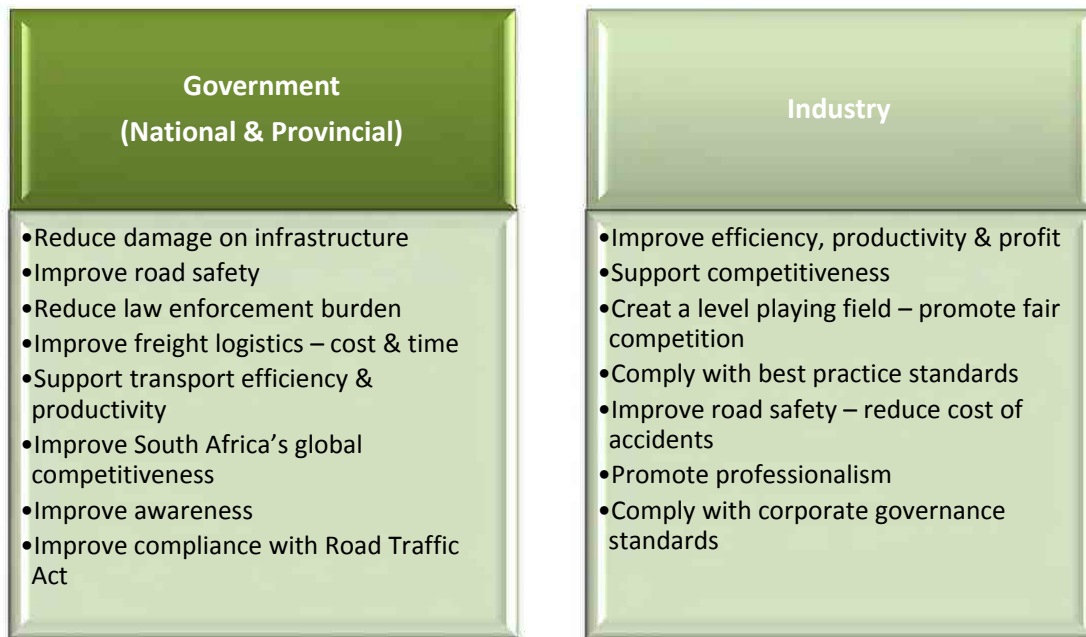 Government
(National & Provincial)
•Reduce damage on infrastructure
•Improve road safety
•Reduce law enforcement burden
•Improve freight logistics – cost & time
•Support transport efficiency &
productivity
•Improve South Africa’s global
competitiveness
•Improve awareness
•Improve compliance with Road Traffic
Act
Industry
•Improve efficiency, productivity & profit
•Support competitiveness
•Creat a level playing field – promote fair
competition
•Comply with best practice standards
•Improve road safety – reduce cost of
accidents
•Promote professionalism
•Comply with corporate governance
standards